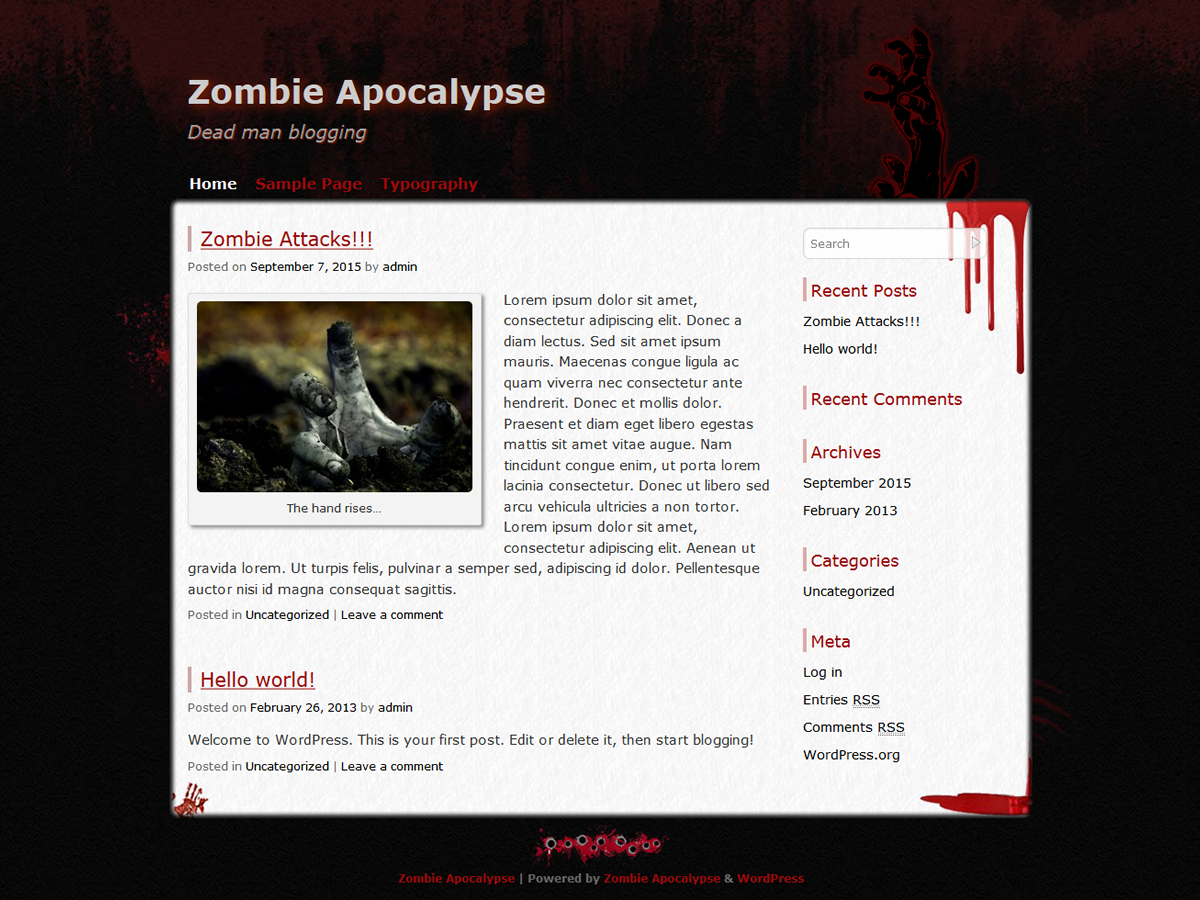 Zombie Apocalypse
Dead man blogging
Home Sample Page Typography
Zombie Attacks!!!
Posted on September 7, 2015 by admin
The hand rises...
Lorem ipsum dolor sit amet,
consectetur adipiscing elit. Donec a
diam lectus. Sed sit amet ipsum
mauris. Maecenas congue ligula ac
quam viverra nec consectetur ante
hendrerit. Donec et mollis dolor.
Praesent et diam eget libero egestas
mattis sit amet vitae augue. Nam
tincidunt congue enim, ut porta lorem
lacinia consectetur. Donec ut libero sed
arcu vehicula ultricies a non tortor.
Lorem ipsum dolor sit amet,
consectetur adipiscing elit. Aenean ut
gravida lorem. Ut turpis felis, pulvinar a semper sed, adipiscing id dolor. Pellentesque
auctor nisi id magna consequat sagittis.
Posted in Uncategorized | Leave a comment
Hello world!
Posted on February 26, 2013 by admin
Welcome to WordPress. This is your first post. Edit or delete it, then start blogging!
Posted in Uncategorized | Leave a comment
Search
Recent Posts
Zombie Attacks!!!
Hello world!
Recent Comments
Archives
September 2015
February 2013
Categories
Uncategorized
Meta
Log in
Entries RSS
Comments RSS
WordPress.org
Zombie Apocalypse | Powered by Zombie Apocalypse & WordPress